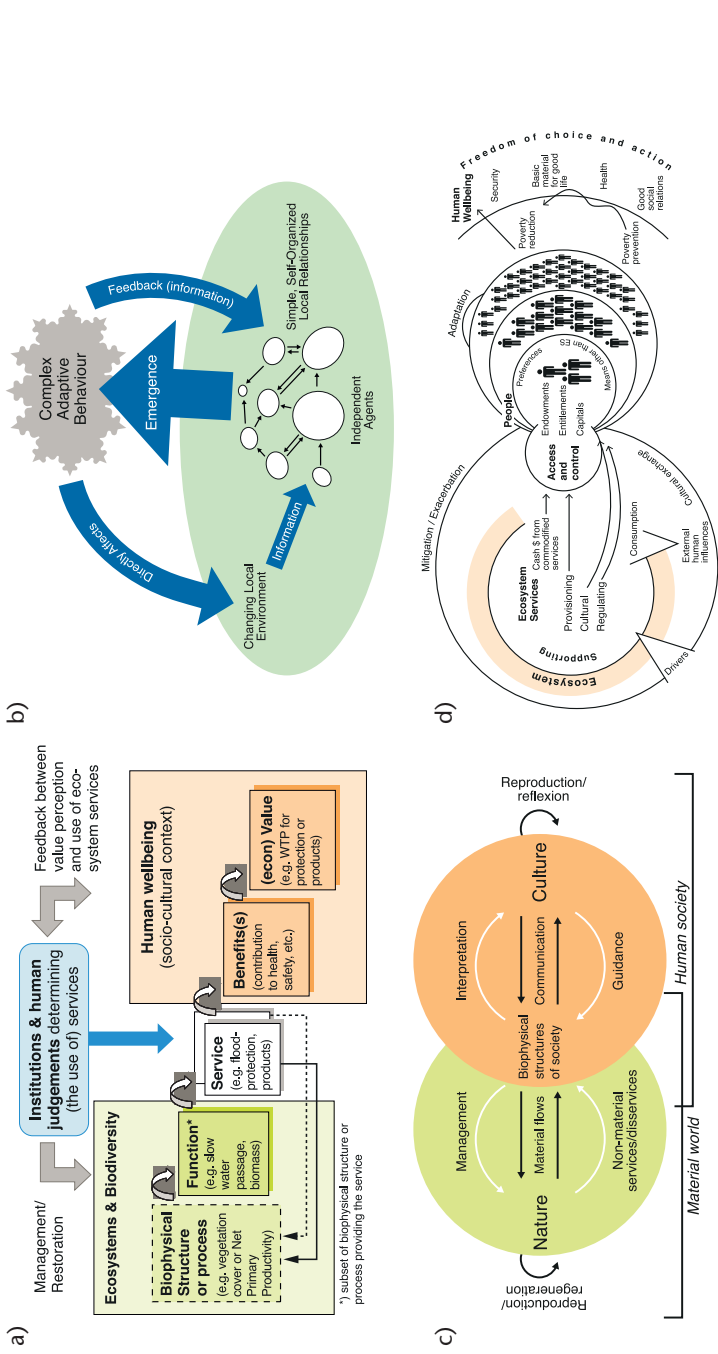 a)
Management/
Restoration
Institutions & human
judgements determining
(the use of) services
Feedback between
value perception
and use of eco-
system services
Ecosystems & Biodiversity
Biophysical
Structure
or process
(e.g. vegetation
cover or Net
Primary
Productivity)
Function*
(e.g. slow
water
passage,
biomass)
Service
(e.g. flood-
protection,
products)
Human wellbeing
(socio-cultural context)
Benefits(s)
(contribution
to health,
safety, etc.)
(econ) Value
(e.g. WTP for
protection or
products)
*) subset of biophysical structure or
process providing the service
b)
Complex
Adaptive
Behaviour
Directly Affects
Emergence
Feedback (information)
Changing Local
Environment
Information
Simple, Self-Organized
Local Relationships
Independent
Agents
c)
Reproduction/
regeneration
Nature
Management
Material flows
Non-material
services/disservices
Biophysical
structures
of society
Interpretation
Communication
Guidance
Culture
Reproduction/
reflexion
Material world
Human society
d)
Mitigation / Exacerbation
Ecosystem
Supporting
Ecosystem
Services
Cash $ from
commodified
services
Provisioning
Cultural
Regulating
Drivers
Consumption
External
human
influences
Cultural exchange
Access
and
control
People
Preferences
Endowments
Entitlements
Capitals
Means other than ES
Adaptation
Poverty
reduction
Poverty
prevention
Human
Wellbeing
Security
Basic
material
for good
life
Health
Good
social
relations
Freedom of choice and action